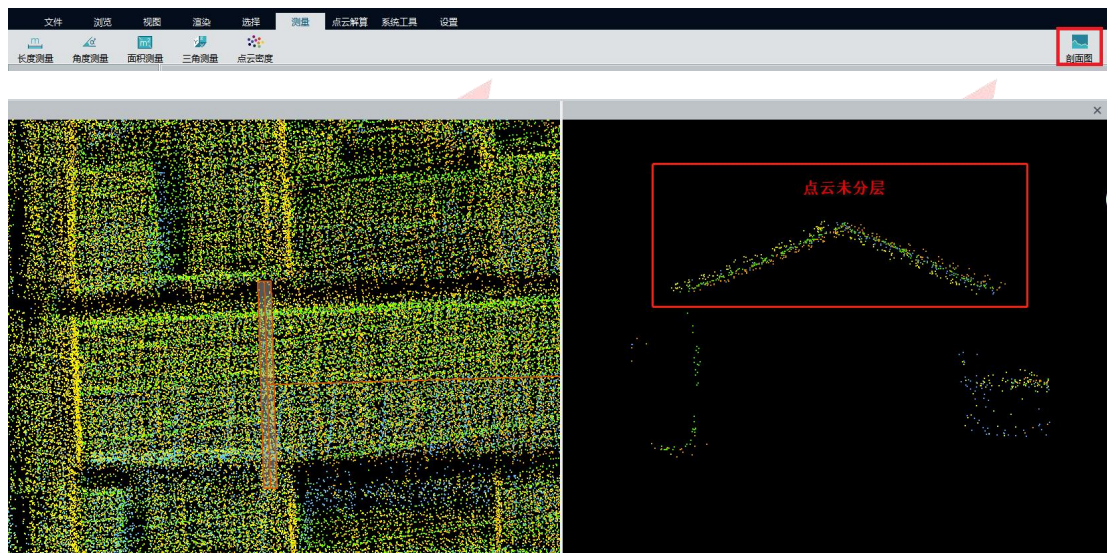 文件 浏览 视图 渲染 选择 测量 点云解算 系统工具 设置
长度测量 角度测量 面积测量 三角测量 点云密度 剖面图
点云未分层